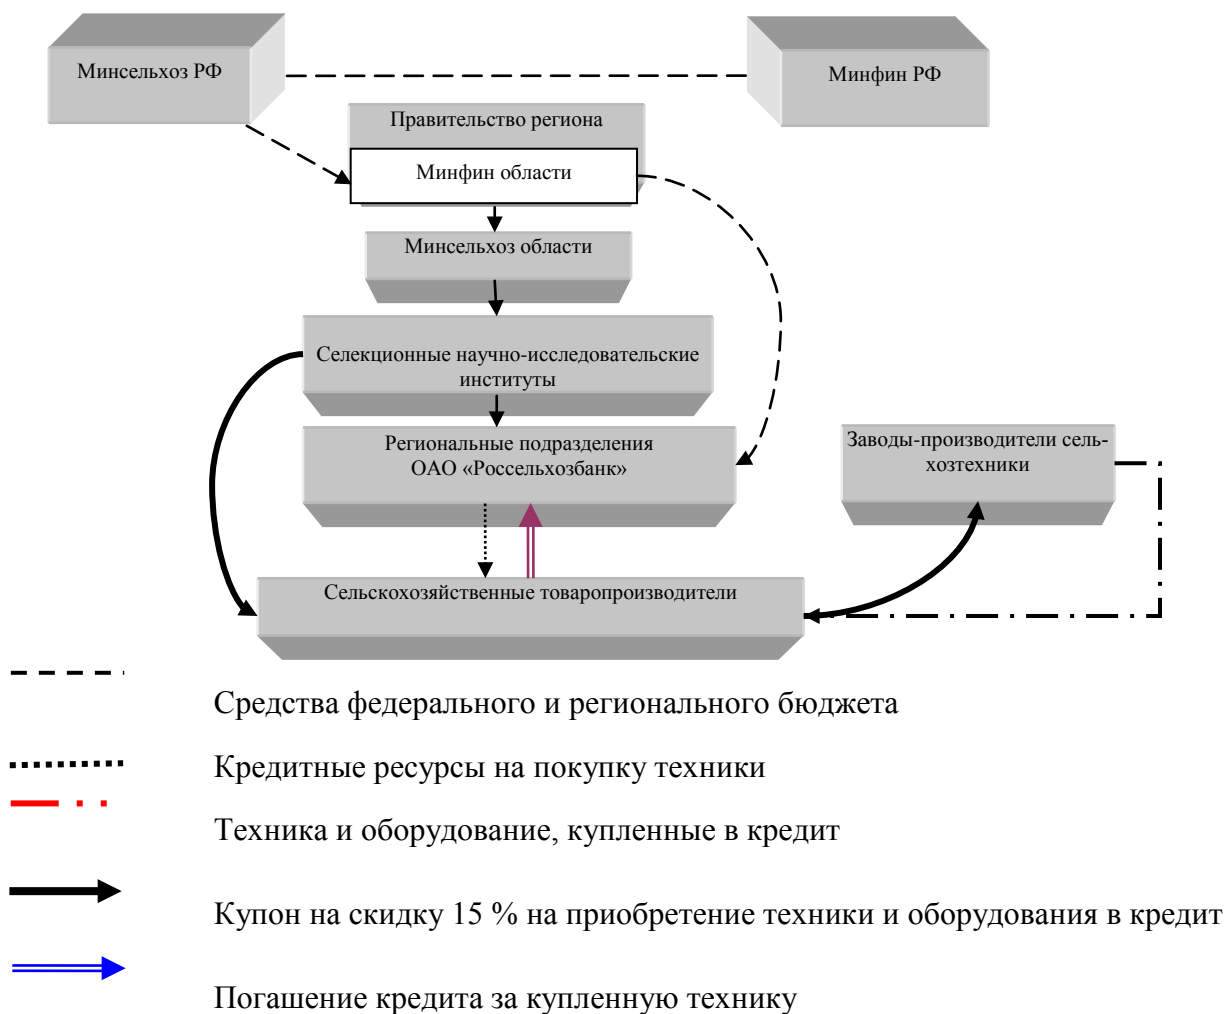 Минсельхоз РФ
Минфин РФ
Правительство региона
Минфин области
Минсельхоз области
Селекционные научно-исследовательские
институты
Региональные подразделения
ОАО «Россельхозбанк»
Заводы-производители сель-
хозтехники
Сельскохозяйственные товаропроизводители
Средства федерального и регионального бюджета
Кредитные ресурсы на покупку техники
Техника и оборудование, купленные в кредит
Купон на скидку 15 % на приобретение техники и оборудования в кредит
Погашение кредита за купленную технику